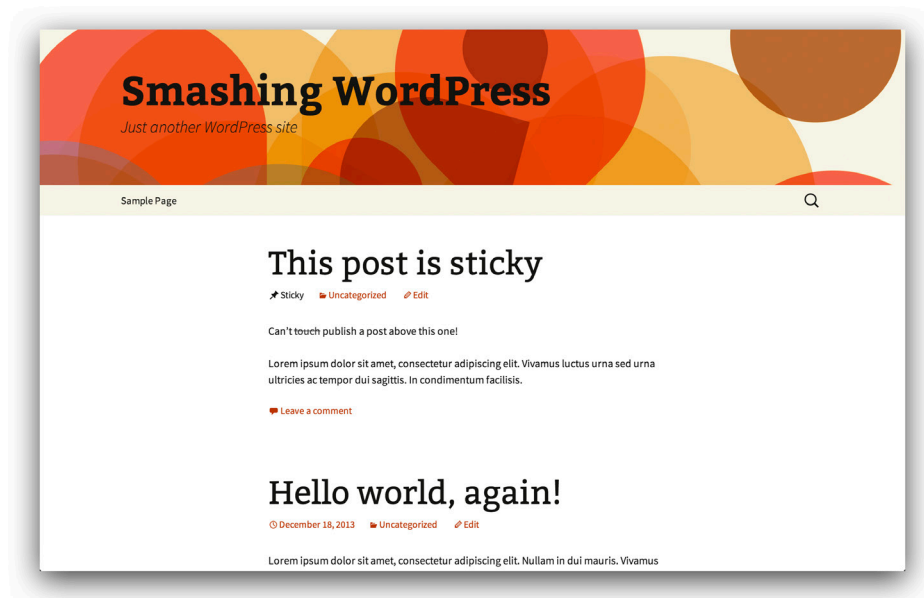 Smashing WordPress
Just another WordPress site
Sample Page
This post is sticky
Sticky Uncategorized Edit
Can't touch publish a post above this one!
Lorem ipsum dolor sit amet, consectetur adipiscing elit. Vivamus luctus urna sed urna
ultricies ac tempor dui sagittis. In condimentum facilisis.
Leave a comment
Hello world, again!
December 18, 2013 Uncategorized Edit
Lorem ipsum dolor sit amet, consectetur adipiscing elit. Nullam in dui mauris. Vivamus